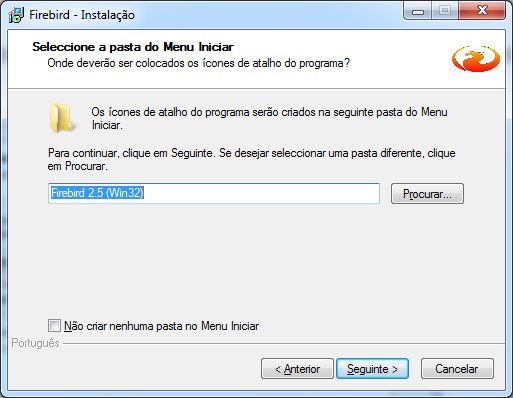 Firebird - Instalação
Seleccione a pasta do Menu Iniciar
Onde deverão ser colocados os ícones de atalho do programa?
Os ícones de atalho do programa serão criados na seguinte pasta do Menu
Iniciar.
Para continuar, clique em Seguinte. Se desejar seleccionar uma pasta diferente, clique
em Procurar.
Firebird 2.5 (Win32)
Procurar...
Não criar nenhuma pasta no Menu Iniciar
Português
< Anterior
Seguinte >
Cancelar